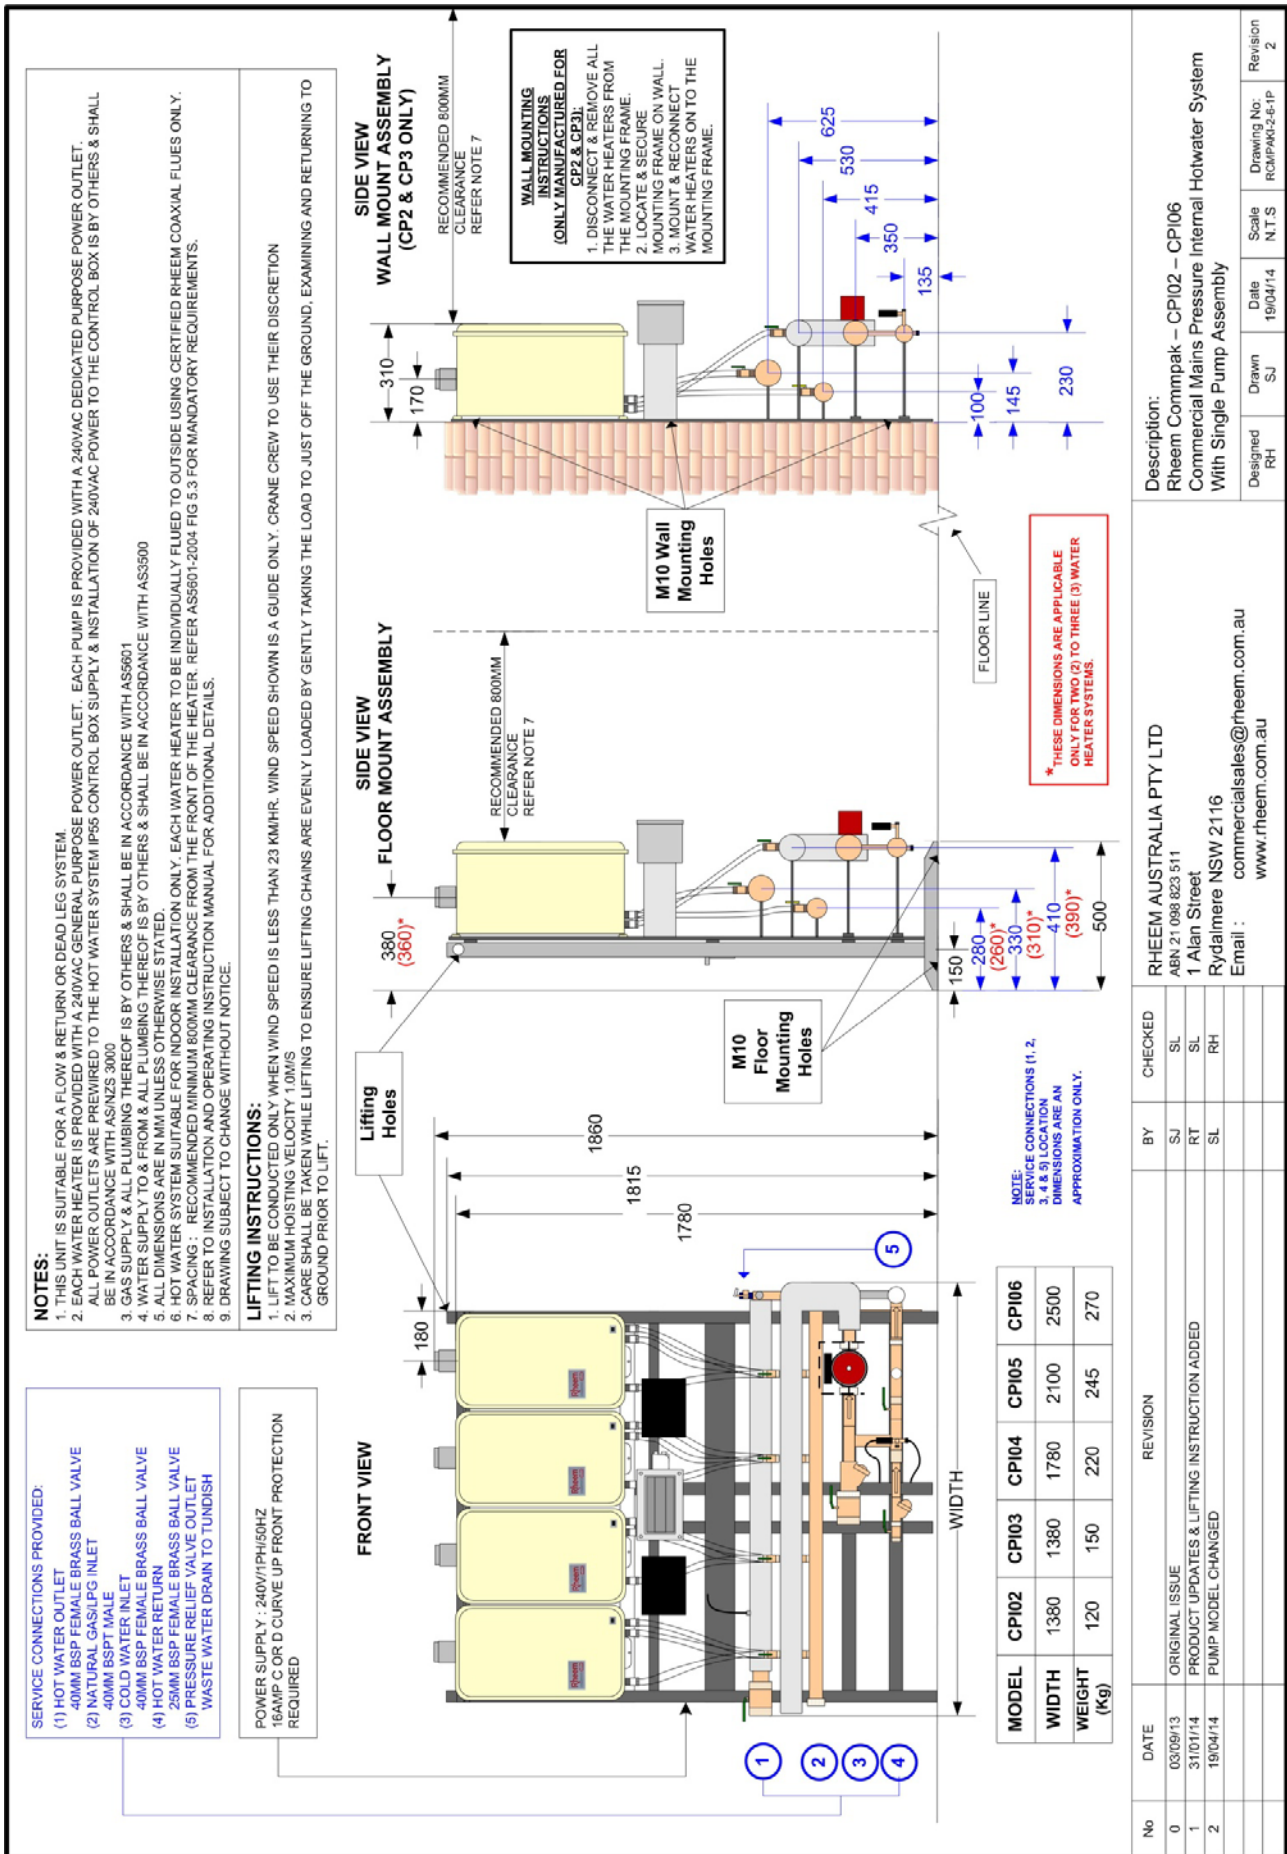 NOTES:
1. THIS UNIT IS SUITABLE FOR A FLOW & RETURN OR DEAD LEG SYSTEM.
2. EACH WATER HEATER IS PROVIDED WITH A 240VAC GENERAL PURPOSE POWER OUTLET. EACH PUMP IS PROVIDED WITH A 240VAC DEDICATED PURPOSE POWER OUTLET.
ALL POWER OUTLETS ARE PREWIRED TO THE HOT WATER SYSTEM IP55 CONTROL BOX SUPPLY & INSTALLATION OF 240VAC POWER TO THE CONTROL BOX IS BY OTHERS & SHALL
BE IN ACCORDANCE WITH AS/NZS 3000
3. GAS SUPPLY & ALL PLUMBING THEREOF IS BY OTHERS & SHALL BE IN ACCORDANCE WITH AS5601
4. WATER SUPPLY TO & FROM & ALL PLUMBING THEREOF IS BY OTHERS & SHALL BE IN ACCORDANCE WITH AS3500
5. ALL DIMENSIONS ARE IN MM UNLESS OTHERWISE STATED.
6. HOT WATER SYSTEM SUITABLE FOR INDOOR INSTALLATION ONLY. EACH WATER HEATER TO BE INDIVIDUALLY FLUED TO OUTSIDE USING CERTIFIED RHEEM COAXIAL FLUES ONLY.
7. SPACING : RECOMMENDED MINIMUM 800MM CLEARANCE FROM THE FRONT OF THE HEATER. REFER AS5601-2004 FIG 5.3 FOR MANDATORY REQUIREMENTS.
8. REFER TO INSTALLATION AND OPERATING INSTRUCTION MANUAL FOR ADDITIONAL DETAILS.
9. DRAWING SUBJECT TO CHANGE WITHOUT NOTICE.
LIFTING INSTRUCTIONS:
1. LIFT TO BE CONDUCTED ONLY WHEN WIND SPEED IS LESS THAN 23 KM/HR. WIND SPEED SHOWN IS A GUIDE ONLY. CRANE CREW TO USE THEIR DISCRETION
2. MAXIMUM HOISTING VELOCITY 1.0M/S
3. CARE SHALL BE TAKEN WHILE LIFTING TO ENSURE LIFTING CHAINS ARE EVENLY LOADED BY GENTLY TAKING THE LOAD TO JUST OFF THE GROUND, EXAMINING AND RETURNING TO
GROUND PRIOR TO LIFT.
SERVICE CONNECTIONS PROVIDED:
(1) HOT WATER OUTLET
40MM BSP FEMALE BRASS BALL VALVE
(2) NATURAL GAS/LPG INLET
40MM BSPT MALE
(3) COLD WATER INLET
40MM BSP FEMALE BRASS BALL VALVE
(4) HOT WATER RETURN
25MM BSP FEMALE BRASS BALL VALVE
(5) PRESSURE RELIEF VALVE OUTLET
WASTE WATER DRAIN TO TUNDISH
POWER SUPPLY : 240V/1PH/50HZ
16AMP C OR D CURVE UP FRONT PROTECTION
REQUIRED
FRONT VIEW
180
Rheem
Rheem
Rheem
Rheem
Lifting
Holes
1860
1815
1780
WIDTH
1
2
3
4
5
NOTE:
SERVICE CONNECTIONS (1, 2,
3, 4 & 5) LOCATION
DIMENSIONS ARE AN
APPROXIMATION ONLY.
MODEL CPI02 CPI03 CPI04 CPI05 CPI06
WIDTH 1380 1380 1780 2100 2500
WEIGHT (Kg) 120 150 220 245 270
SIDE VIEW
FLOOR MOUNT ASSEMBLY
380
(360)*
RECOMMENDED 800MM
CLEARANCE
REFER NOTE 7
M10
Floor
Mounting
Holes
150
280
(260)*
330
(310)*
410
(390)*
500
SIDE VIEW
WALL MOUNT ASSEMBLY
(CP2 & CP3 ONLY)
RECOMMENDED 800MM
CLEARANCE
REFER NOTE 7
310
170
M10 Wall
Mounting
Holes
FLOOR LINE
WALL MOUNTING
INSTRUCTIONS
(ONLY MANUFACTURED FOR
CP2 & CP3):
1. DISCONNECT & REMOVE ALL
THE WATER HEATERS FROM
THE MOUNTING FRAME.
2. LOCATE & SECURE
MOUNTING FRAME ON WALL.
3. MOUNT & RECONNECT
WATER HEATERS ON TO THE
MOUNTING FRAME.
625
530
415
350
135
100
145
230
*THESE DIMENSIONS ARE APPLICABLE
ONLY FOR TWO (2) TO THREE (3) WATER
HEATER SYSTEMS.
No DATE REVISION BY CHECKED
0 03/09/13 ORIGINAL ISSUE SJ SL
1 31/01/14 PRODUCT UPDATES & LIFTING INSTRUCTION ADDED RT SL
2 19/04/14 PUMP MODEL CHANGED SL RH
RHEEM AUSTRALIA PTY LTD
ABN 21 098 823 511
1 Alan Street
Rydalmere NSW 2116
Email : commercialsales@rheem.com.au
www.rheem.com.au
Description:
Rheem Commpak – CPI02 – CPI06
Commercial Mains Pressure Internal Hotwater System
With Single Pump Assembly
Designed RH
Drawn SJ
Date 19/04/14
Scale N.T.S
Drawing No: RCMPAKI-2-6-1P
Revision 2